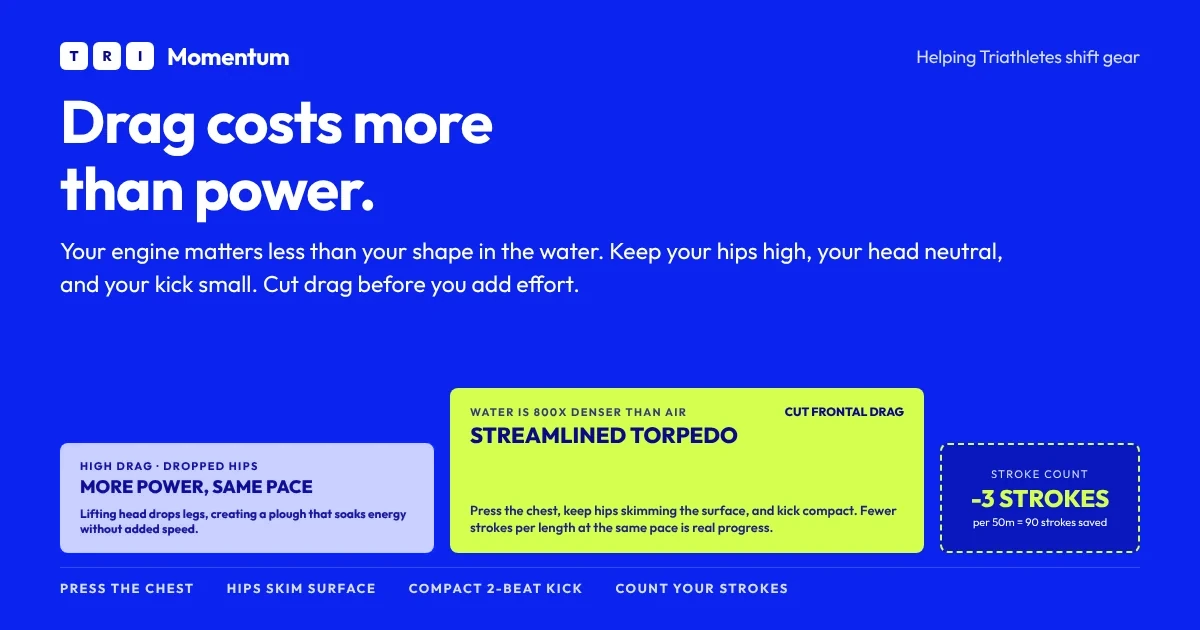 T R I Momentum
Helping Triathletes shift gear
Drag costs more
than power.
Your engine matters less than your shape in the water. Keep your hips high, your head neutral,
and your kick small. Cut drag before you add effort.
HIGH DRAG · DROPPED HIPS
MORE POWER, SAME PACE
Lifting head drops legs, creating a plough that soaks energy
without added speed.
WATER IS 800X DENSER THAN AIR
CUT FRONTAL DRAG
STREAMLINED TORPEDO
Press the chest, keep hips skimming the surface, and kick compact. Fewer
strokes per length at the same pace is real progress.
STROKE COUNT
-3 STROKES
per 50m = 90 strokes saved
PRESS THE CHEST
HIPS SKIM SURFACE
COMPACT 2-BEAT KICK
COUNT YOUR STROKES